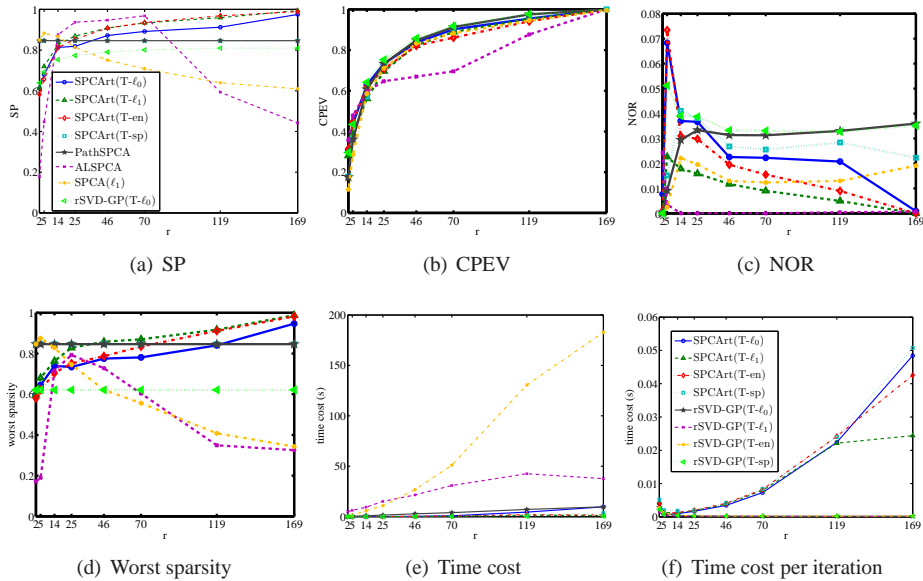 1
0.8
0.6
0.4
0.2
0
SP
25 14 25 46 70 119 169
r
SPCArt(T-ℓ₀)
SPCArt(T-ℓ₁)
SPCArt(T-en)
SPCArt(T-sp)
PathSPCA
ALSPCA
SPCA(ℓ₁)
rSVD-GP(T-ℓ₀)
(a) SP
1
0.8
0.6
0.4
0.2
0
CPEV
25 14 25 46 70 119 169
r
(b) CPEV
0.08
0.07
0.06
0.05
0.04
0.03
0.02
0.01
0
NOR
25 14 25 46 70 119 169
r
(c) NOR
1
0.8
0.6
0.4
0.2
0
worst sparsity
25 14 25 46 70 119 169
r
(d) Worst sparsity
200
150
100
50
0
time cost (s)
25 14 25 46 70 119 169
r
(e) Time cost
0.06
0.05
0.04
0.03
0.02
0.01
0
time cost (s)
25 14 25 46 70 119 169
r
SPCArt(T-ℓ₀)
SPCArt(T-ℓ₁)
SPCArt(T-en)
SPCArt(T-sp)
rSVD-GP(T-ℓ₀)
rSVD-GP(T-ℓ₁)
rSVD-GP(T-en)
rSVD-GP(T-sp)
(f) Time cost per iteration